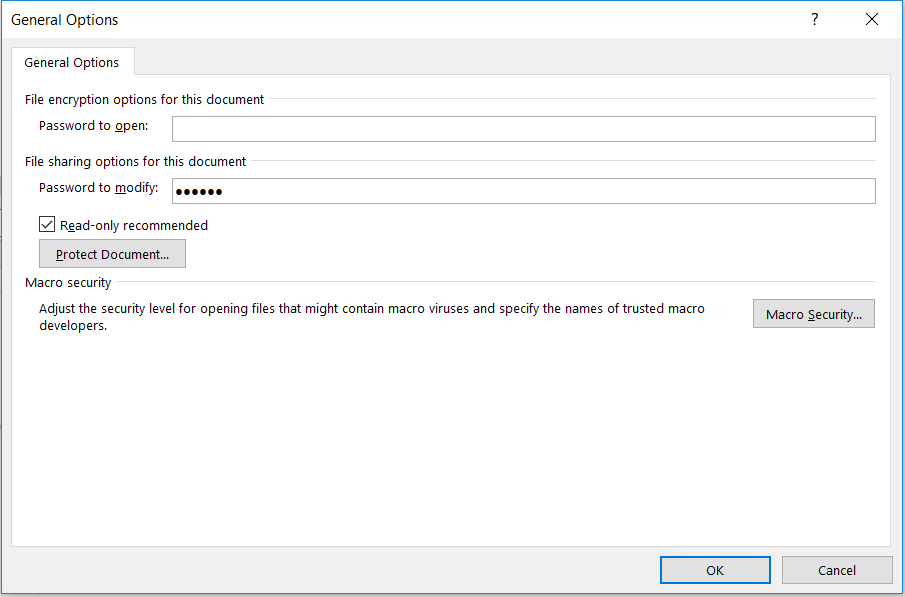 General Options
?
General Options
File encryption options for this document
Password to open:
File sharing options for this document
Password to modify:
●●●●●●
Read-only recommended
Protect Document...
Macro security
Adjust the security level for opening files that might contain macro viruses and specify the names of trusted macro
developers.
Macro Security...
OK
Cancel